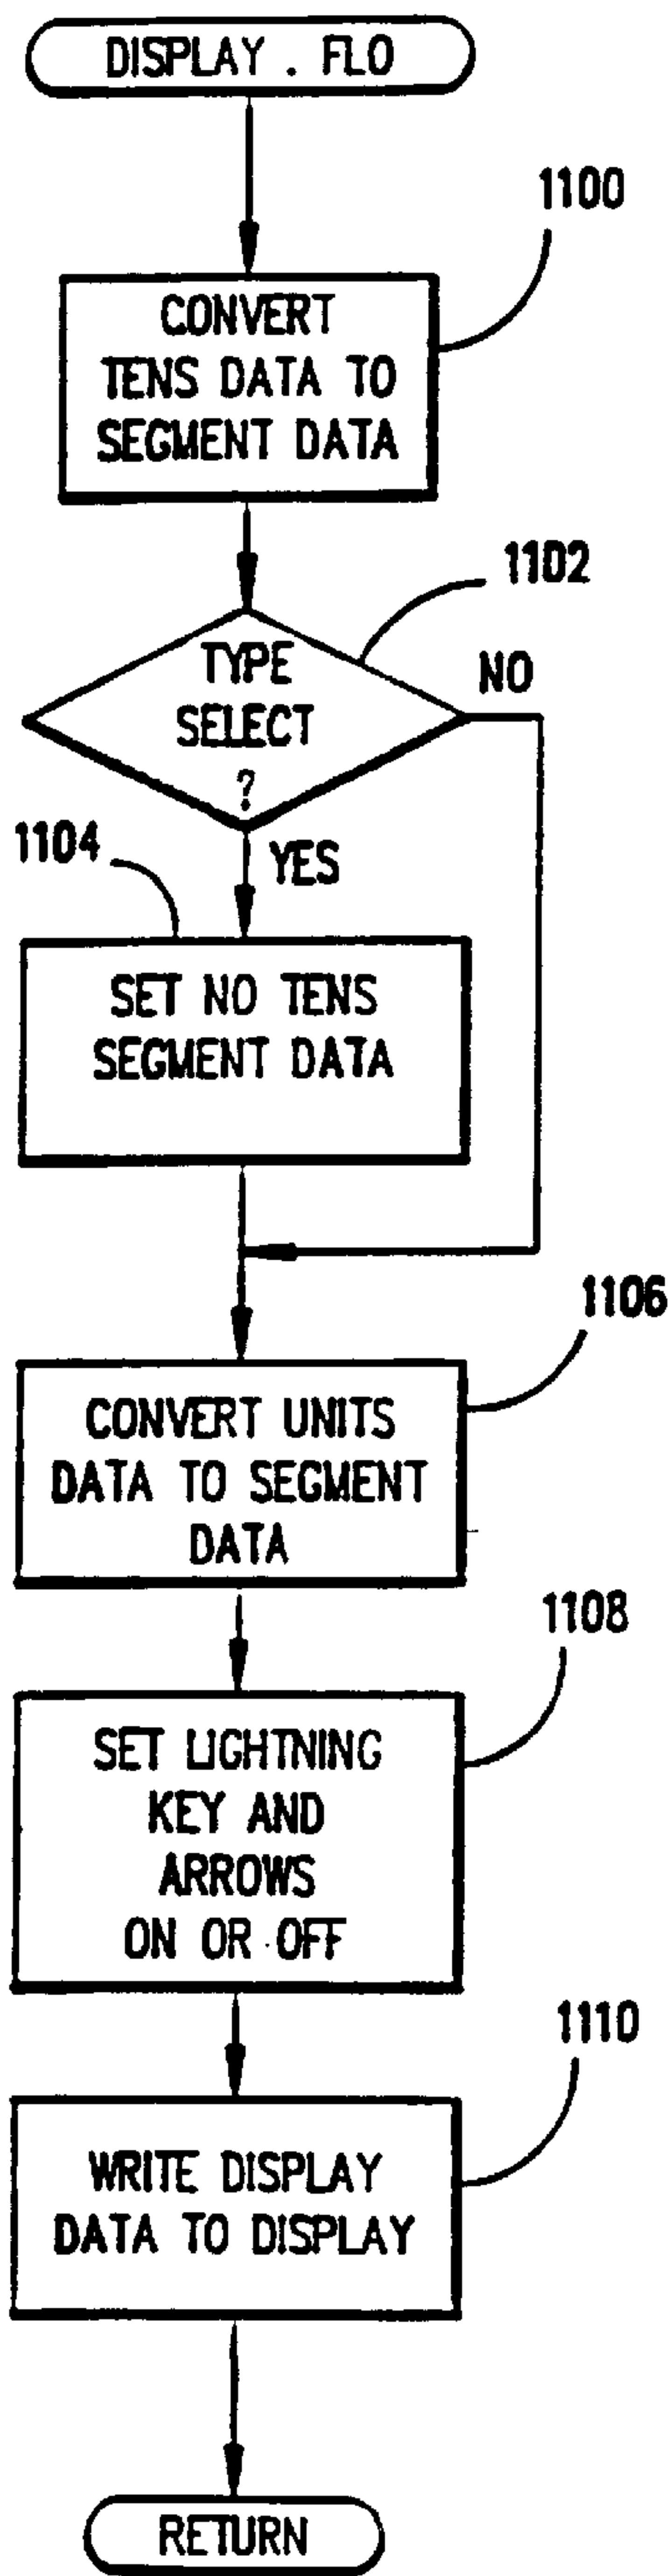 DISPLAY . FLO
1100
CONVERT
TENS DATA TO
SEGMENT DATA
1102
TYPE
SELECT
?
NO
YES
1104
SET NO TENS
SEGMENT DATA
1106
CONVERT UNITS
DATA TO SEGMENT
DATA
1108
SET LIGHTNING
KEY AND
ARROWS
ON OR OFF
1110
WRITE DISPLAY
DATA TO DISPLAY
RETURN